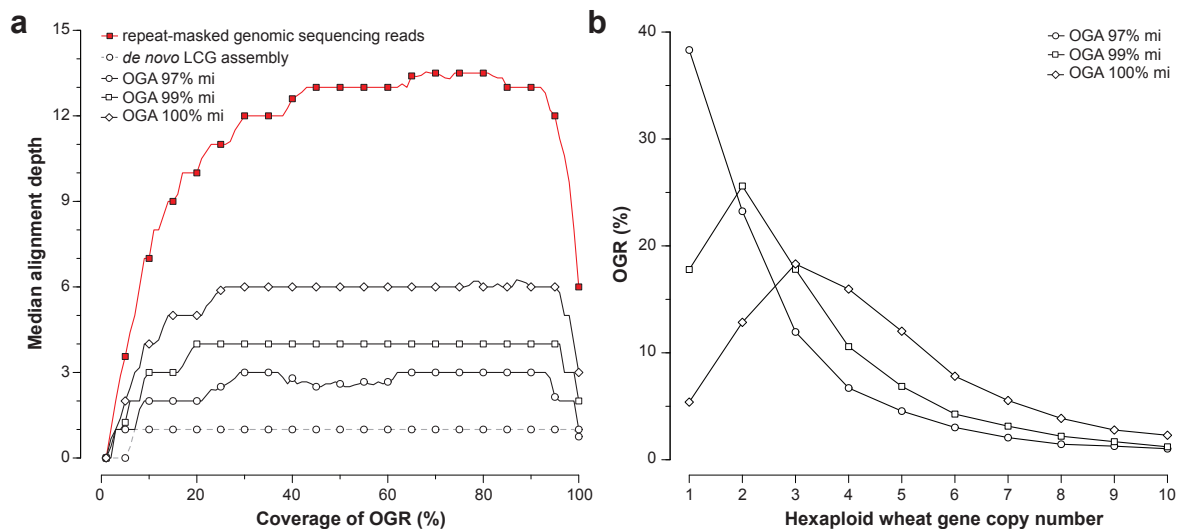 a
Median alignment depth
15
12
9
6
3
0
repeat-masked genomic sequencing reads
de novo LCG assembly
OGA 97% mi
OGA 99% mi
OGA 100% mi
0 20 40 60 80 100
Coverage of OGR (%)
b
OGR (%)
40
30
20
10
0
OGA 97% mi
OGA 99% mi
OGA 100% mi
1 2 3 4 5 6 7 8 9 10
Hexaploid wheat gene copy number